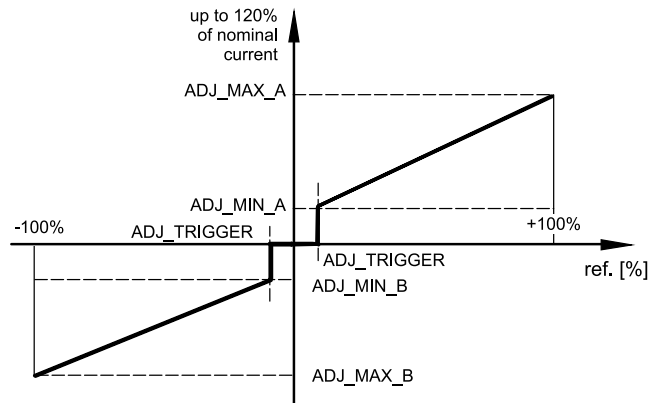 up to 120%
of nominal
current
ADJ_MAX_A
ADJ_MIN_A
-100%
ADJ_TRIGGER
+100%
ADJ_TRIGGER
ref. [%]
ADJ_MIN_B
ADJ_MAX_B